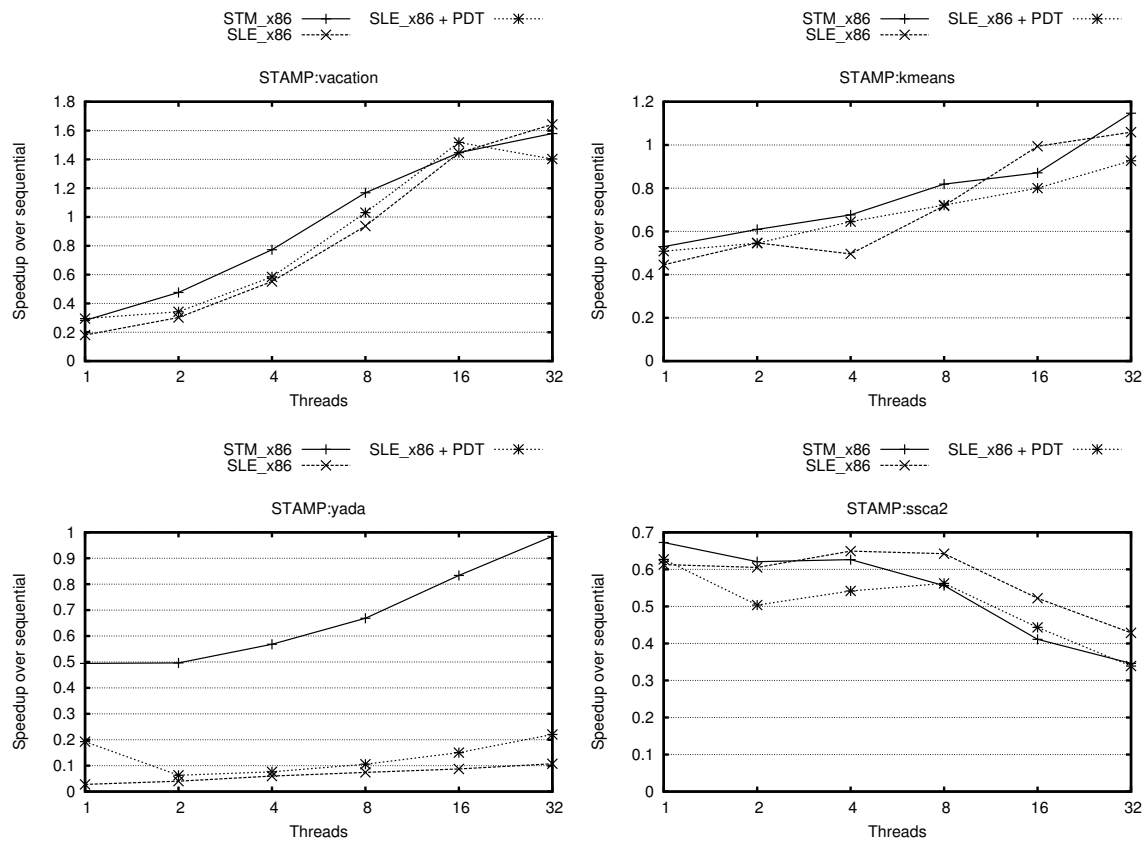 STM_x86 SLE_x86 + PDT
SLE_x86
STAMP:vacation
1.8
1.6
1.4
1.2
1
0.8
0.6
0.4
0.2
0
Speedup over sequential
1 2 4 8 16 32
Threads
STM_x86 SLE_x86 + PDT
SLE_x86
STAMP:kmeans
1.2
1
0.8
0.6
0.4
0.2
0
Speedup over sequential
1 2 4 8 16 32
Threads
STM_x86 SLE_x86 + PDT
SLE_x86
STAMP:yada
1
0.9
0.8
0.7
0.6
0.5
0.4
0.3
0.2
0.1
0
Speedup over sequential
1 2 4 8 16 32
Threads
STM_x86 SLE_x86 + PDT
SLE_x86
STAMP:ssca2
0.7
0.6
0.5
0.4
0.3
0.2
0.1
0
Speedup over sequential
1 2 4 8 16 32
Threads